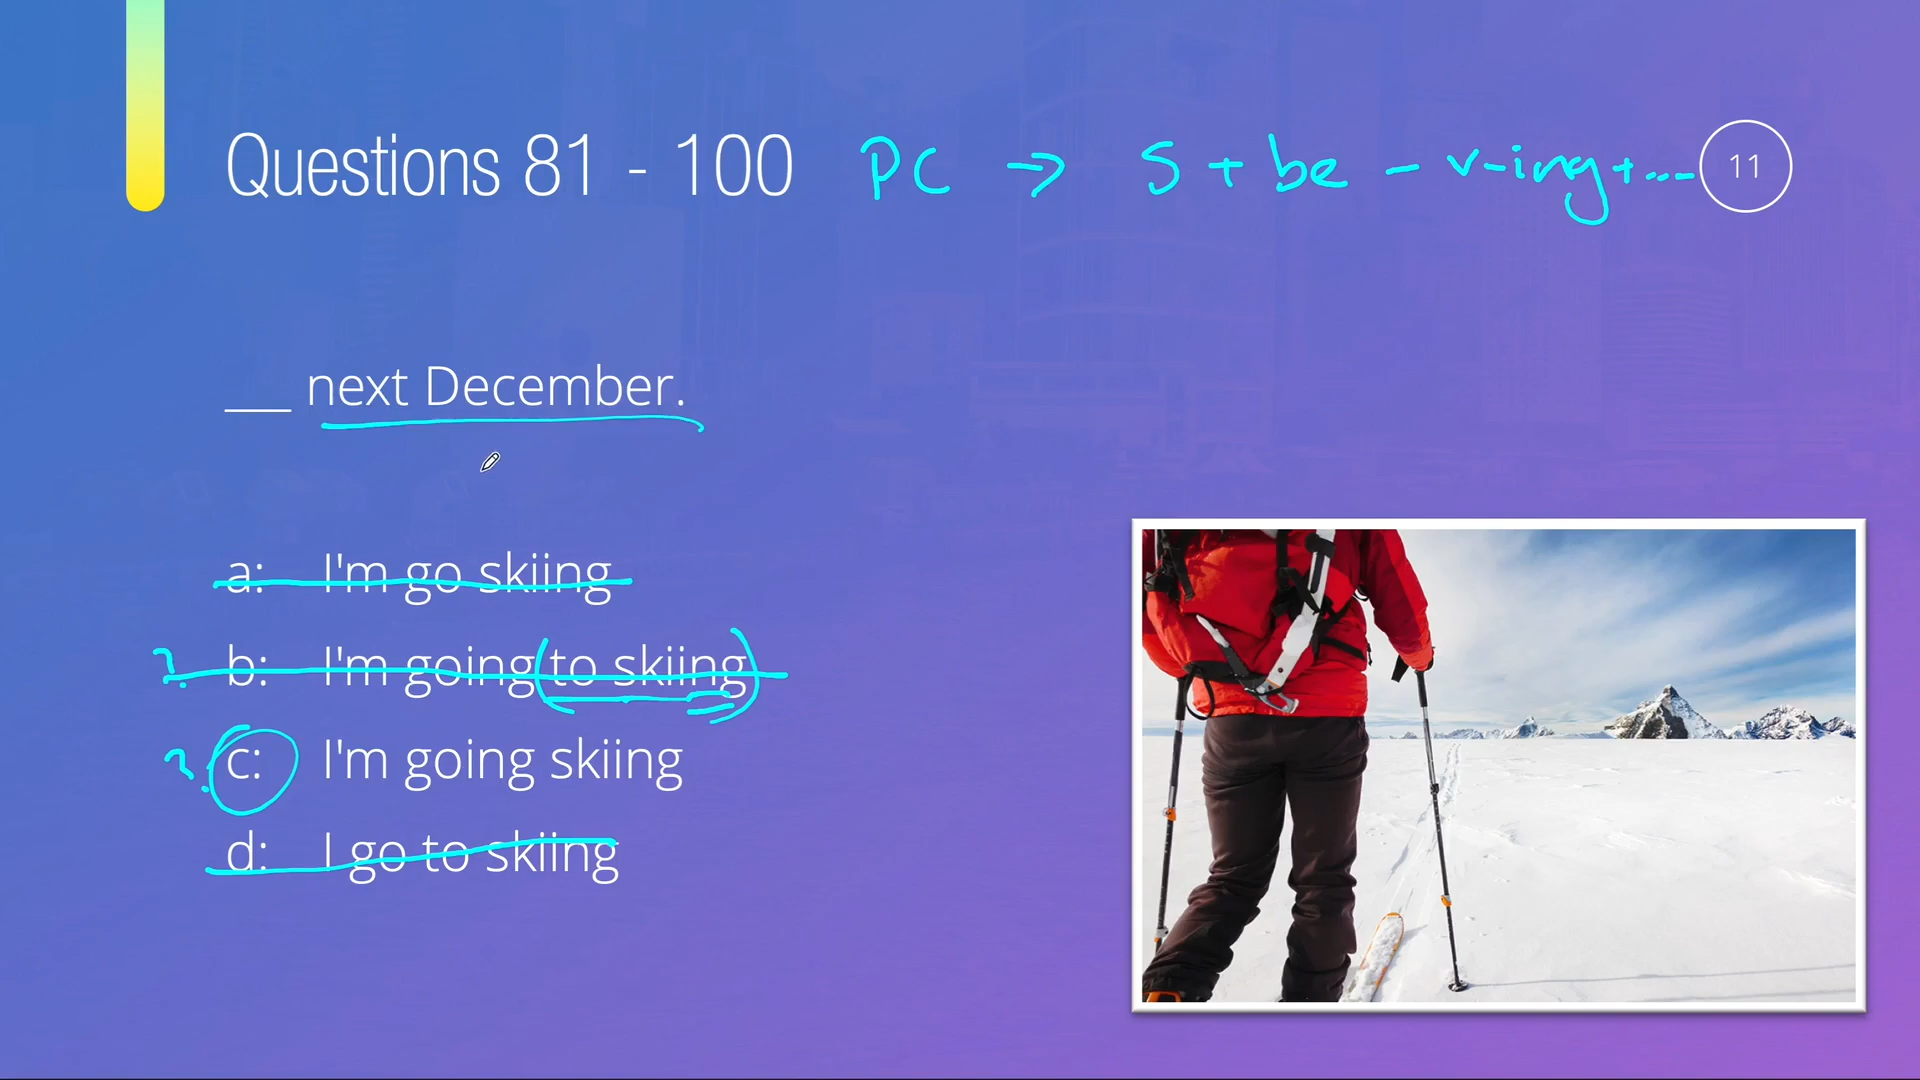 Questions 81 - 100 PC → S + be - v-ing + ... 11
___ next December.
a: I'm go skiing
? b: I'm going (to skiing)
? c: I'm going skiing
d: I go to skiing